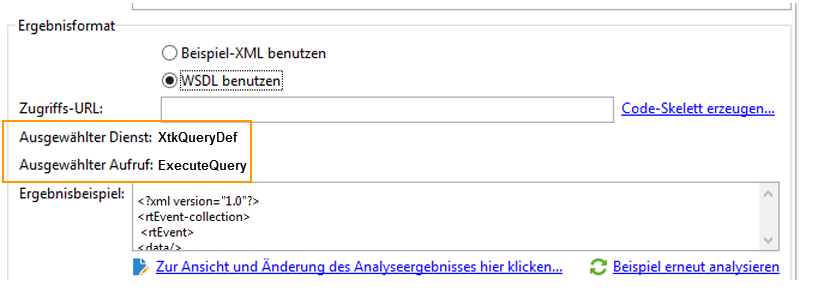 Ergebnisformat
Beispiel-XML benutzen
WSDL benutzen
Zugriffs-URL:
Code-Skelett erzeugen...
Ausgewählter Dienst: XtkQueryDef
Ausgewählter Aufruf: ExecuteQuery
Ergebnisbeispiel:
<?xml version="1.0"?>
<rtEvent-collection>
<rtEvent>
<data/>
Zur Ansicht und Änderung des Analyseergebnisses hier klicken...
Beispiel erneut analysieren